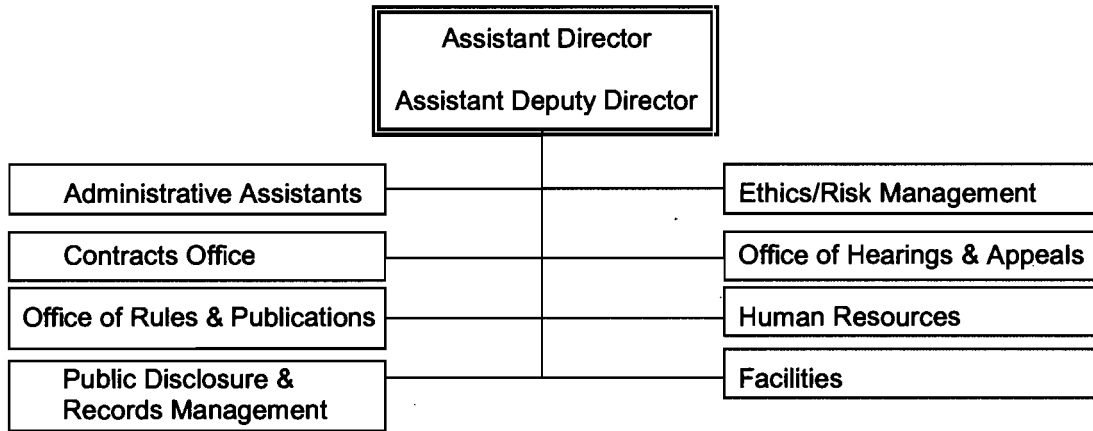 Assistant Director
Assistant Deputy Director
Administrative Assistants
Ethics/Risk Management
Contracts Office
Office of Hearings & Appeals
Office of Rules & Publications
Human Resources
Public Disclosure &
Records Management
Facilities